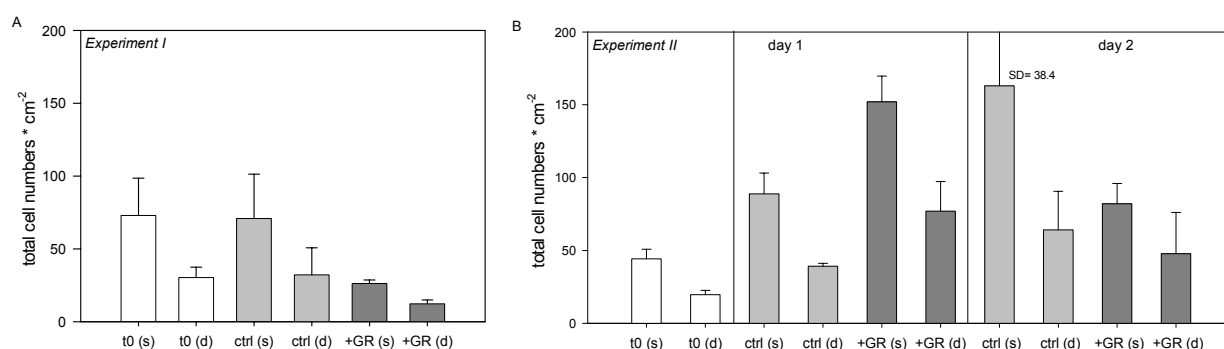 A
Experiment I
total cell numbers * cm-2
200
150
100
50
0
t0 (s) t0 (d) ctrl (s) ctrl (d) +GR (s) +GR (d)
B
Experiment II day 1 day 2
SD= 38.4
total cell numbers * cm-2
200
150
100
50
0
t0 (s) t0 (d) ctrl (s) ctrl (d) +GR (s) +GR (d) ctrl (s) ctrl (d) +GR (s) +GR (d)